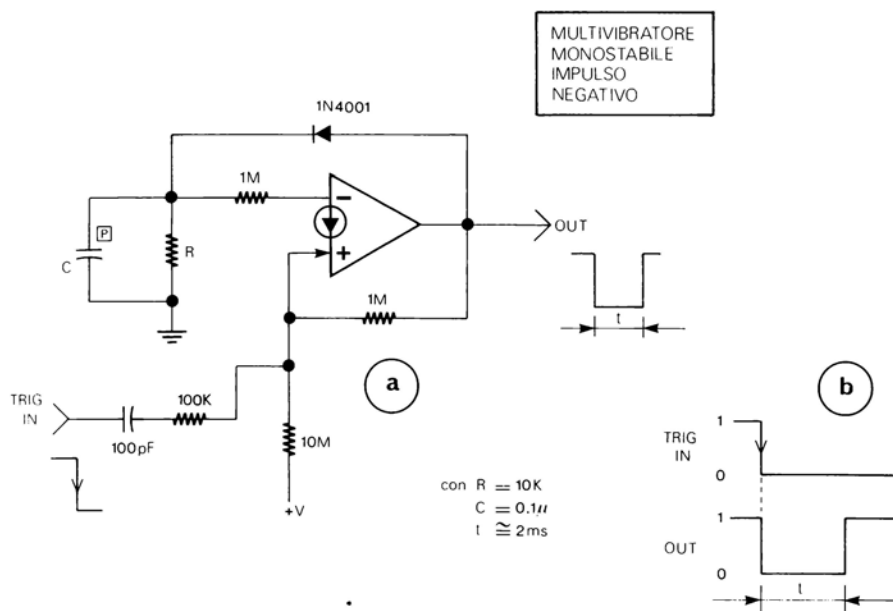 MULTIVIBRATORE
MONOSTABILE
IMPULSO
NEGATIVO
1N4001
1M
P
C
R
−
+
OUT
1M
t
a
b
TRIG
IN
100K
100pF
10M
+V
con R = 10K
C = 0.1µ
t ≅ 2ms
1
TRIG
IN
0
1
OUT
0
t